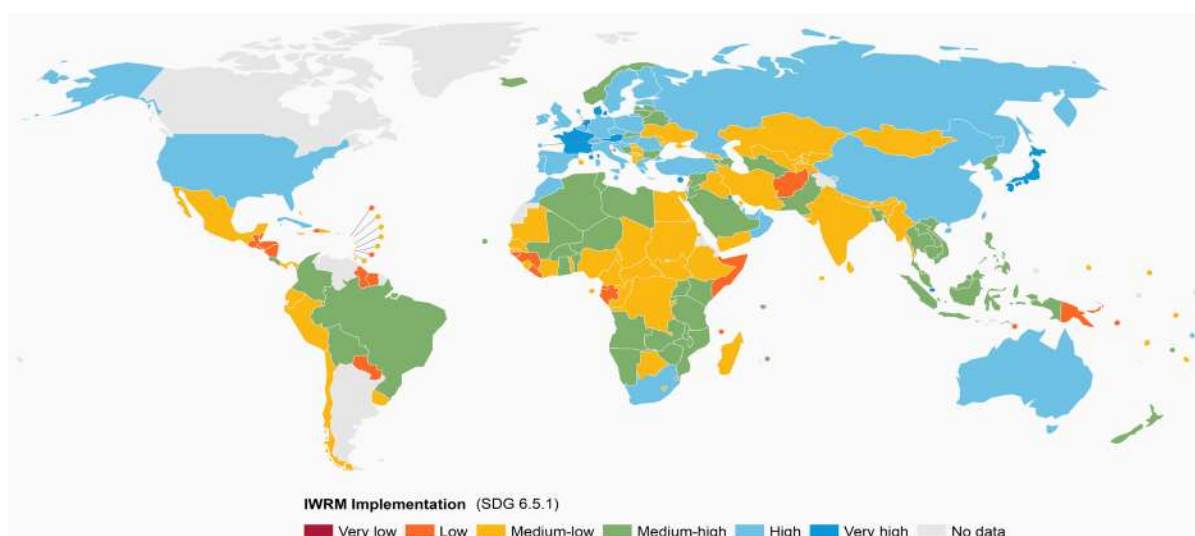 IWRM Implementation (SDG 6.5.1)
Very low Low Medium-low Medium-high High Very high No data